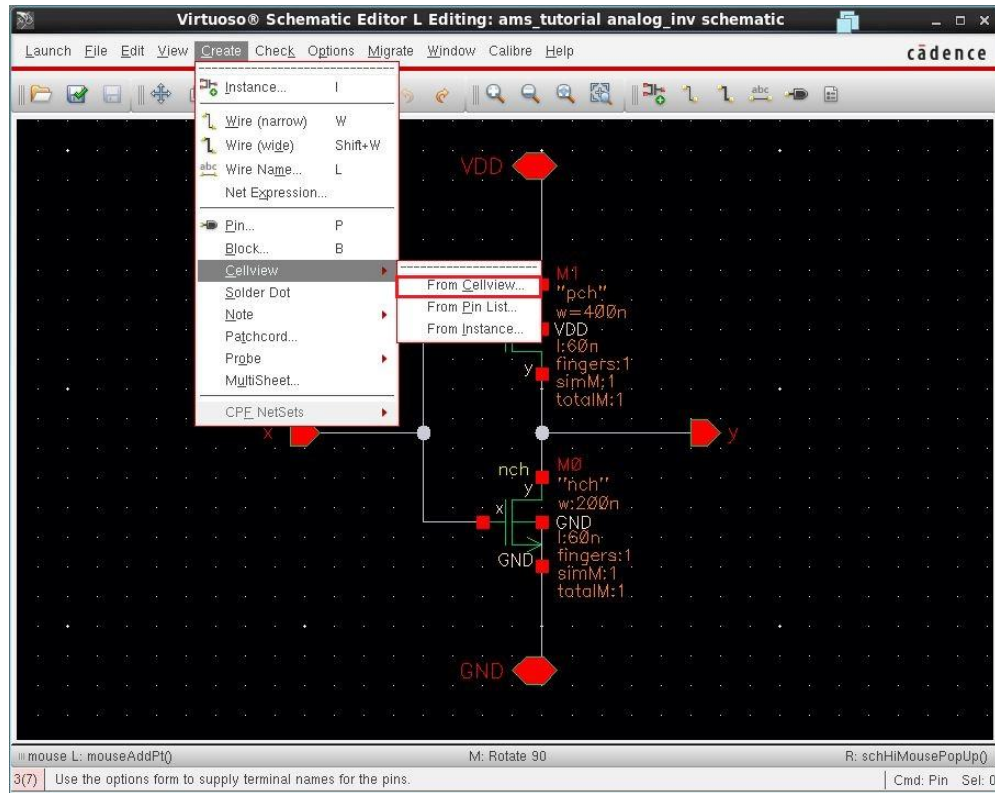 Virtuoso® Schematic Editor L Editing: ams_tutorial analog_inv schematic
Launch File Edit View Create Check Options Migrate Window Calibre Help
cādence
Instance... I
Wire (narrow) W
Wire (wide) Shift+W
abc Wire Name... L
Net Expression...
Pin... P
Block... B
Cellview
Solder Dot
Note
Patchcord...
Probe
MultiSheet...
CPF NetSets
From Cellview...
From Pin List...
From Instance...
abc
VDD
M1
"pch"
w=400n
VDD
l:60n
fingers:1
y
simM:1
totalM:1
x
y
nch
M0
"nch"
y
w:200n
x
GND
l:60n
GND
fingers:1
simM:1
totalM:1
GND
mouse L: mouseAddPt() M: Rotate 90 R: schHiMousePopUp()
3(7) Use the options form to supply terminal names for the pins. Cmd: Pin Sel: 0